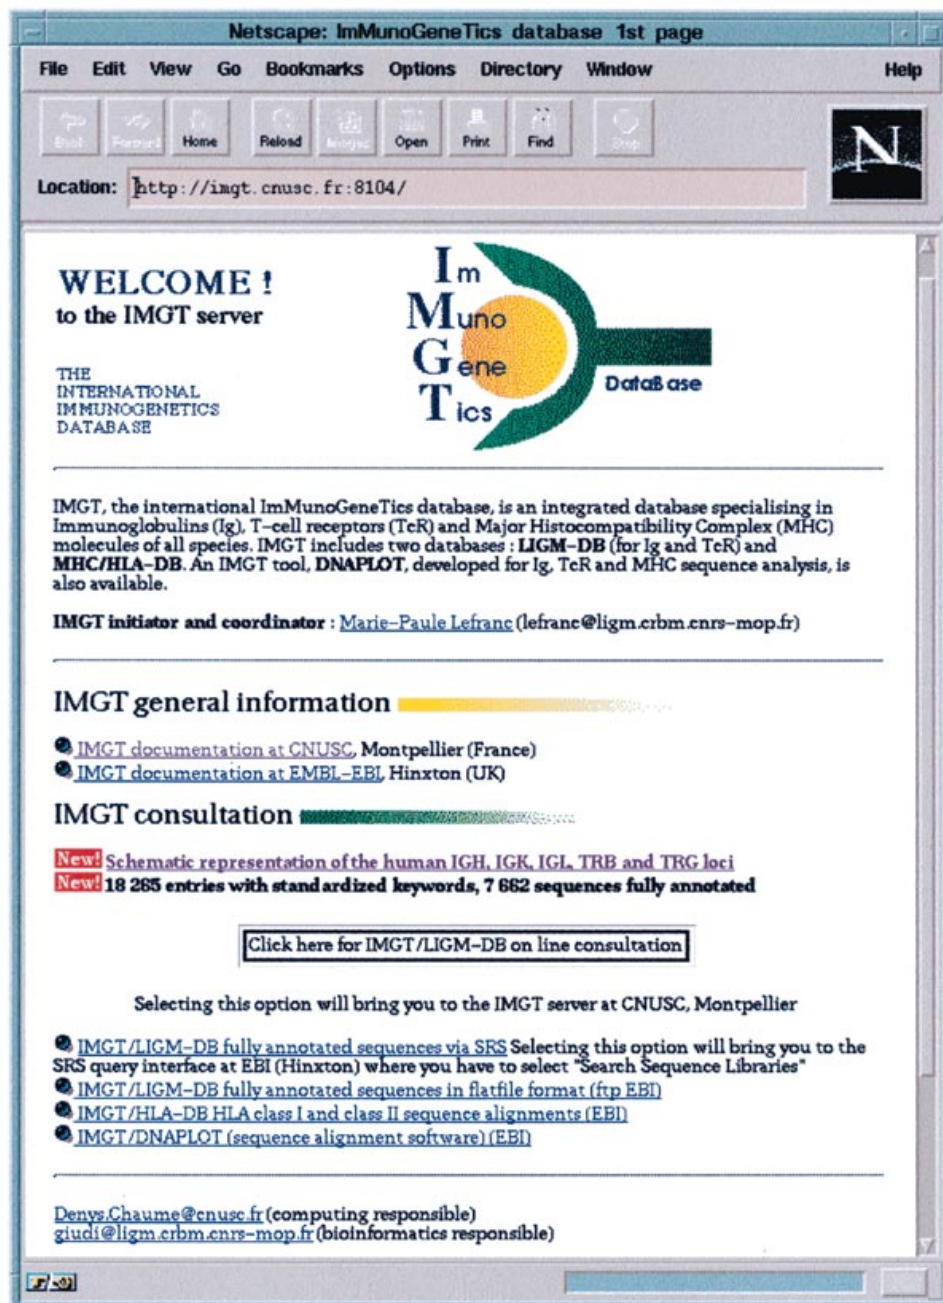 Netscape: ImMunoGeneTics database 1st page
File Edit View Go Bookmarks Options Directory Window Help
Back Forward Home Reload Images Open Print Find Stop
Location: http://imgt.cnusc.fr:8104/
N
WELCOME !
to the IMGT server
THE
INTERNATIONAL
IMMUNOGENETICS
DATABASE
Im
Muno
Gene
Tics
DataBase
IMGT, the international ImMunoGeneTics database, is an integrated database specialising in
Immunoglobulins (Ig), T-cell receptors (TcR) and Major Histocompatibility Complex (MHC)
molecules of all species. IMGT includes two databases : LIGM-DB (for Ig and TcR) and
MHC/HLA-DB. An IMGT tool, DNAPLOT, developed for Ig, TcR and MHC sequence analysis, is
also available.
IMGT initiator and coordinator : Marie-Paule Lefranc (lefranc@ligm.crbm.cnrs-mop.fr)
IMGT general information
IMGT documentation at CNUSC, Montpellier (France)
IMGT documentation at EMBL-EBI, Hinxton (UK)
IMGT consultation
New! Schematic representation of the human IGH, IGK, IGL, TRB and TRG loci
New! 18 265 entries with standardized keywords, 7 662 sequences fully annotated
Click here for IMGT/LIGM-DB on line consultation
Selecting this option will bring you to the IMGT server at CNUSC, Montpellier
IMGT/LIGM-DB fully annotated sequences via SRS Selecting this option will bring you to the
SRS query interface at EBI (Hinxton) where you have to select "Search Sequence Libraries"
IMGT/LIGM-DB fully annotated sequences in flatfile format (ftp EBI)
IMGT/HLA-DB HLA class I and class II sequence alignments (EBI)
IMGT/DNAPLOT (sequence alignment software) (EBI)
Denys.Chaume@cnusc.fr (computing responsible)
giudi@ligm.crbm.cnrs-mop.fr (bioinformatics responsible)